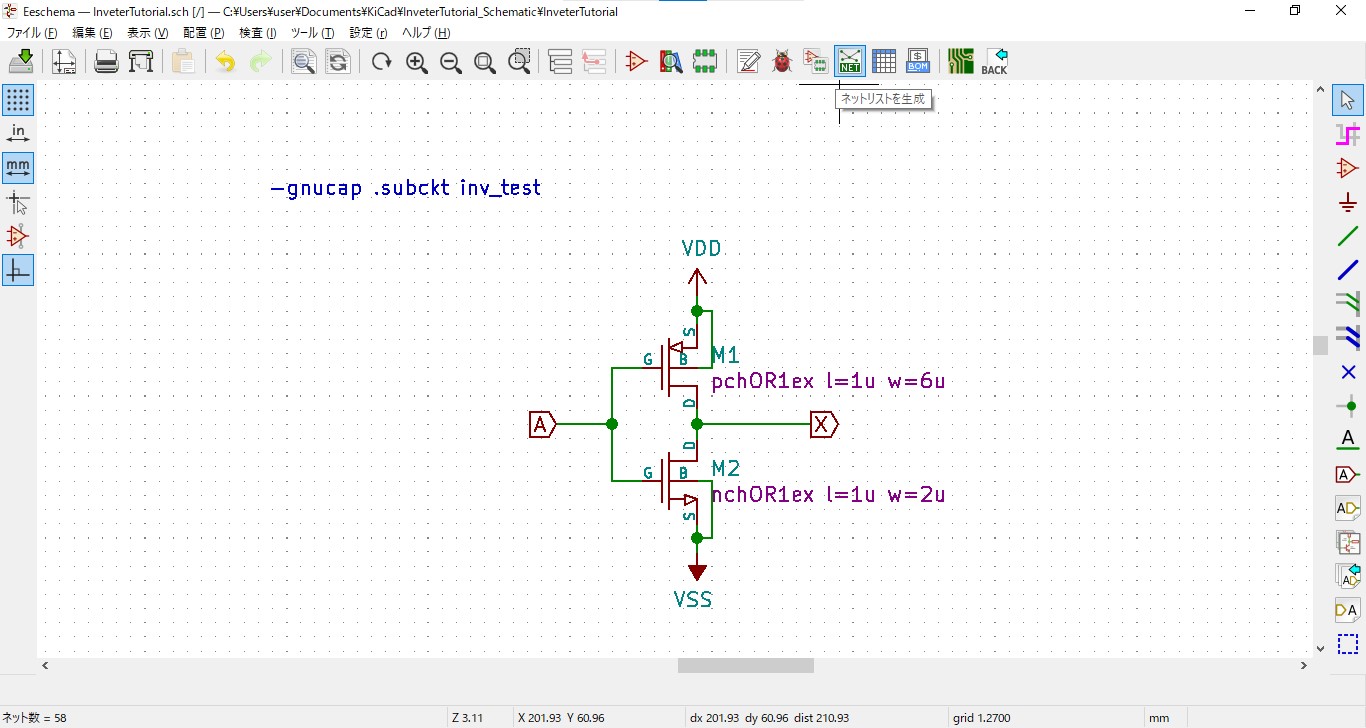 Eeschema — InveterTutorial.sch [/] — C:¥Users¥user¥Documents¥KiCad¥InveterTutorial_Schematic¥InveterTutorial
ファイル (F) 編集 (E) 表示 (V) 配置 (P) 検査 (I) ツール (T) 設定 (r) ヘルプ (H)
NET
$
BOM
BACK
ネットリストを生成
in
mm
-gnucap .subckt inv_test
VDD
S
G B M1
pchOR1ex l=1u w=6u
D
A X
D
G B M2
nchOR1ex l=1u w=2u
S
VSS
A
A
A
A
A
ネット数 = 58 Z 3.11 X 201.93 Y 60.96 dx 201.93 dy 60.96 dist 210.93 grid 1.2700 mm